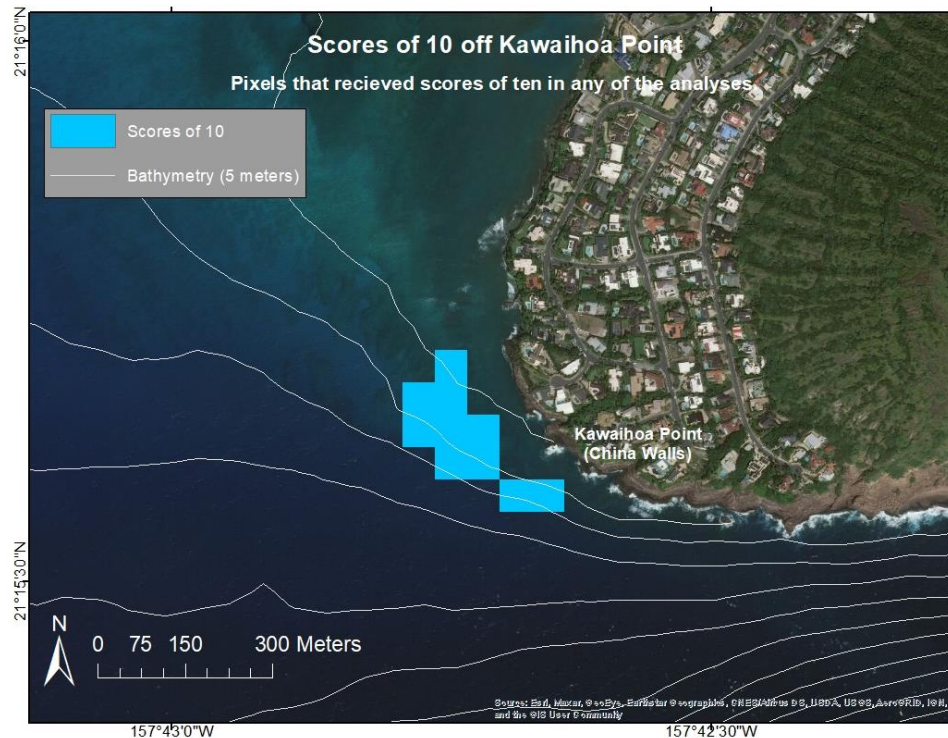 Scores of 10 off Kawaihoa Point
Pixels that recieved scores of ten in any of the analyses.
Scores of 10
Bathymetry (5 meters)
Kawaihoa Point
(China Walls)
21°16'0"N
21°15'30"N
N
0 75 150 300 Meters
Source: Esri, Maxar, GeoEye, Earthstar Geographics, CNES/Airbus DS, USDA, USGS, AeroGRID, IGN,
and the GIS User Community
157°43'0"W
157°42'30"W